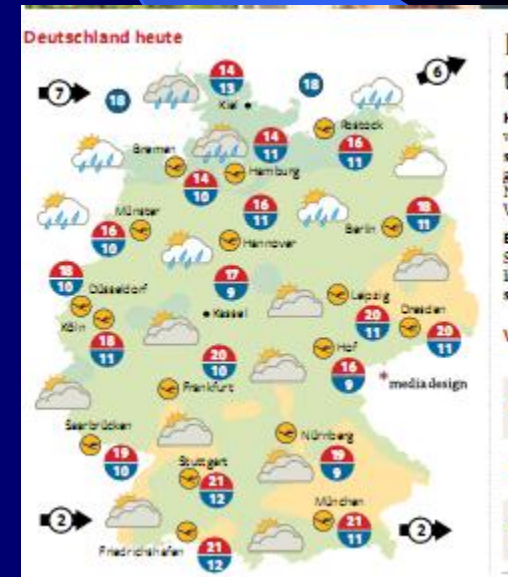 Deutschland heute
7
18
14
13
Kiel
18
6
Rostock
16
11
Bremen
14
11
Hamburg
14
10
Münster
16
10
16
11
Hannover
Berlin
18
11
18
10
Düsseldorf
17
9
Kassel
Leipzig
20
11
Dresden
20
11
Köln
18
11
20
10
Frankfurt
Hof
16
9
*mediadesign
Saarbrücken
19
10
Nürnberg
19
9
Stuttgart
21
12
München
21
11
2
2
Friedrichshafen
21
12